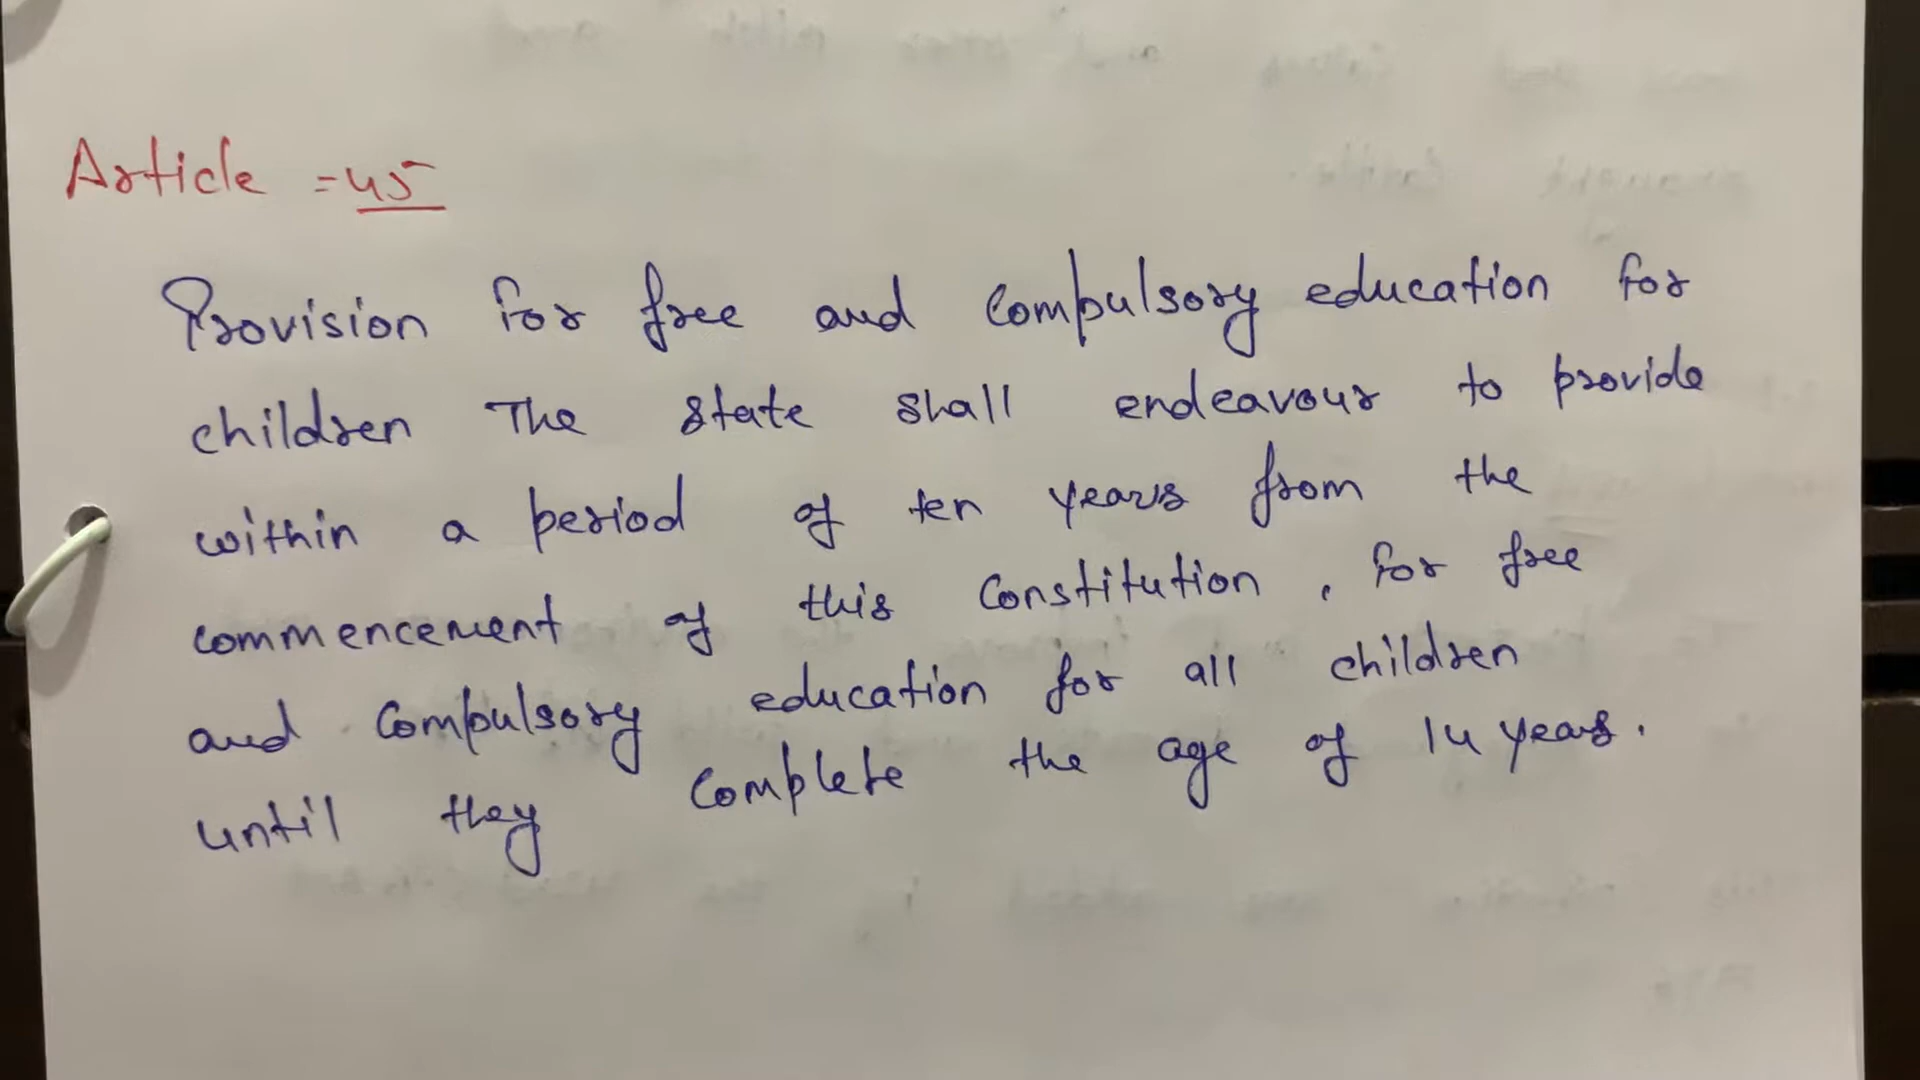 Article = 45
Provision for free and compulsory education for
children The state shall endeavour to provide
within a period of ten years from the
commencement of this Constitution, for free
and compulsory education for all children
until they complete the age of 14 years.